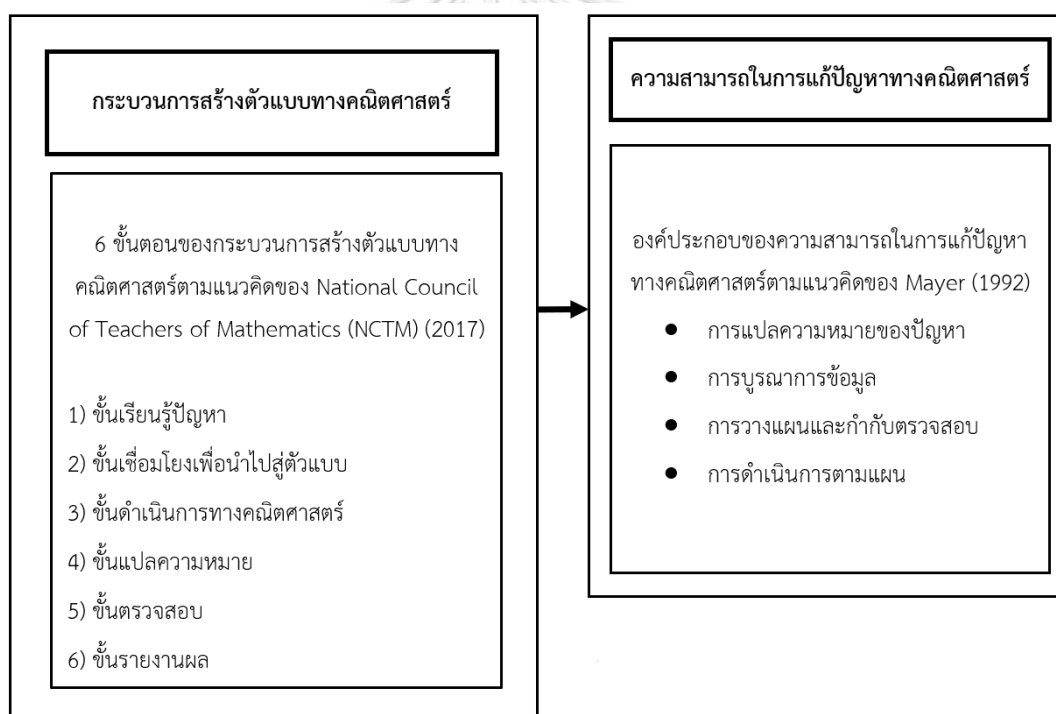 กระบวนการสร้างตัวแบบทางคณิตศาสตร์
6 ขั้นตอนของกระบวนการสร้างตัวแบบทาง
คณิตศาสตร์ตามแนวคิดของ National Council
of Teachers of Mathematics (NCTM) (2017)
1) ขั้นเรียนรู้ปัญหา
2) ขั้นเชื่อมโยงเพื่อนำไปสู่ตัวแบบ
3) ขั้นดำเนินการทางคณิตศาสตร์
4) ขั้นแปลความหมาย
5) ขั้นตรวจสอบ
6) ขั้นรายงานผล
ความสามารถในการแก้ปัญหาทางคณิตศาสตร์
องค์ประกอบของความสามารถในการแก้ปัญหา
ทางคณิตศาสตร์ตามแนวคิดของ Mayer (1992)
● การแปลความหมายของปัญหา
● การบูรณาการข้อมูล
● การวางแผนและกำกับตรวจสอบ
● การดำเนินการตามแผน